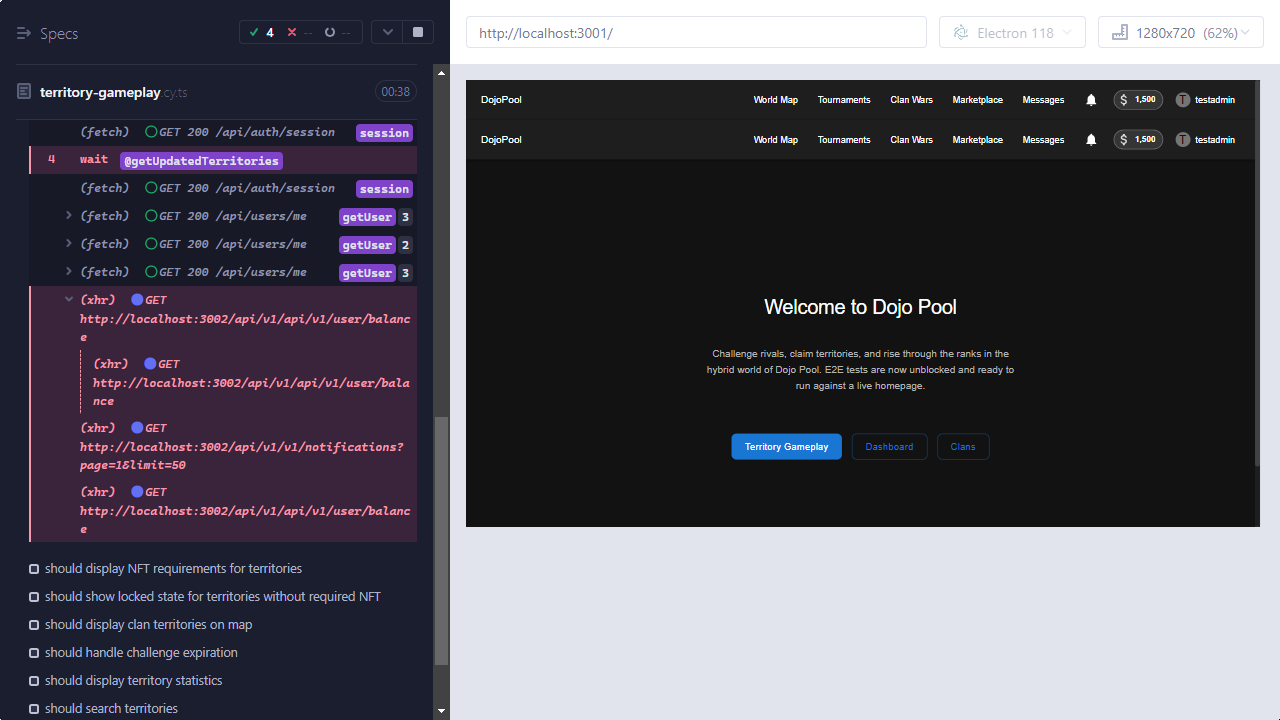 Specs
4
--
--
territory-gameplay.cy.ts
00:38
(fetch) GET 200 /api/auth/session session
4 wait @getUpdatedTerritories
(fetch) GET 200 /api/auth/session session
(fetch) GET 200 /api/users/me getUser 3
(fetch) GET 200 /api/users/me getUser 2
(fetch) GET 200 /api/users/me getUser 3
(xhr) GET
http://localhost:3002/api/v1/api/v1/user/balanc
e
(xhr) GET
http://localhost:3002/api/v1/api/v1/user/bala
nce
(xhr) GET
http://localhost:3002/api/v1/v1/notifications?
page=1&limit=50
(xhr) GET
http://localhost:3002/api/v1/api/v1/user/balanc
e
should display NFT requirements for territories
should show locked state for territories without required NFT
should display clan territories on map
should handle challenge expiration
should display territory statistics
should search territories
http://localhost:3001/
Electron 118
1280x720 (62%)
DojoPool World Map Tournaments Clan Wars Marketplace Messages $ 1,500 T testadmin
DojoPool World Map Tournaments Clan Wars Marketplace Messages $ 1,500 T testadmin
Welcome to Dojo Pool
Challenge rivals, claim territories, and rise through the ranks in the
hybrid world of Dojo Pool. E2E tests are now unblocked and ready to
run against a live homepage.
Territory Gameplay Dashboard Clans